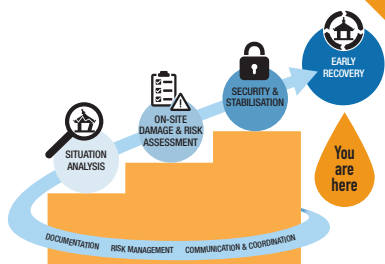 EARLY
RECOVERY
SECURITY &
STABILISATION
ON-SITE
DAMAGE & RISK
ASSESSMENT
SITUATION
ANALYSIS
You
are
here
DOCUMENTATION RISK MANAGEMENT COMMUNICATION & COORDINATION